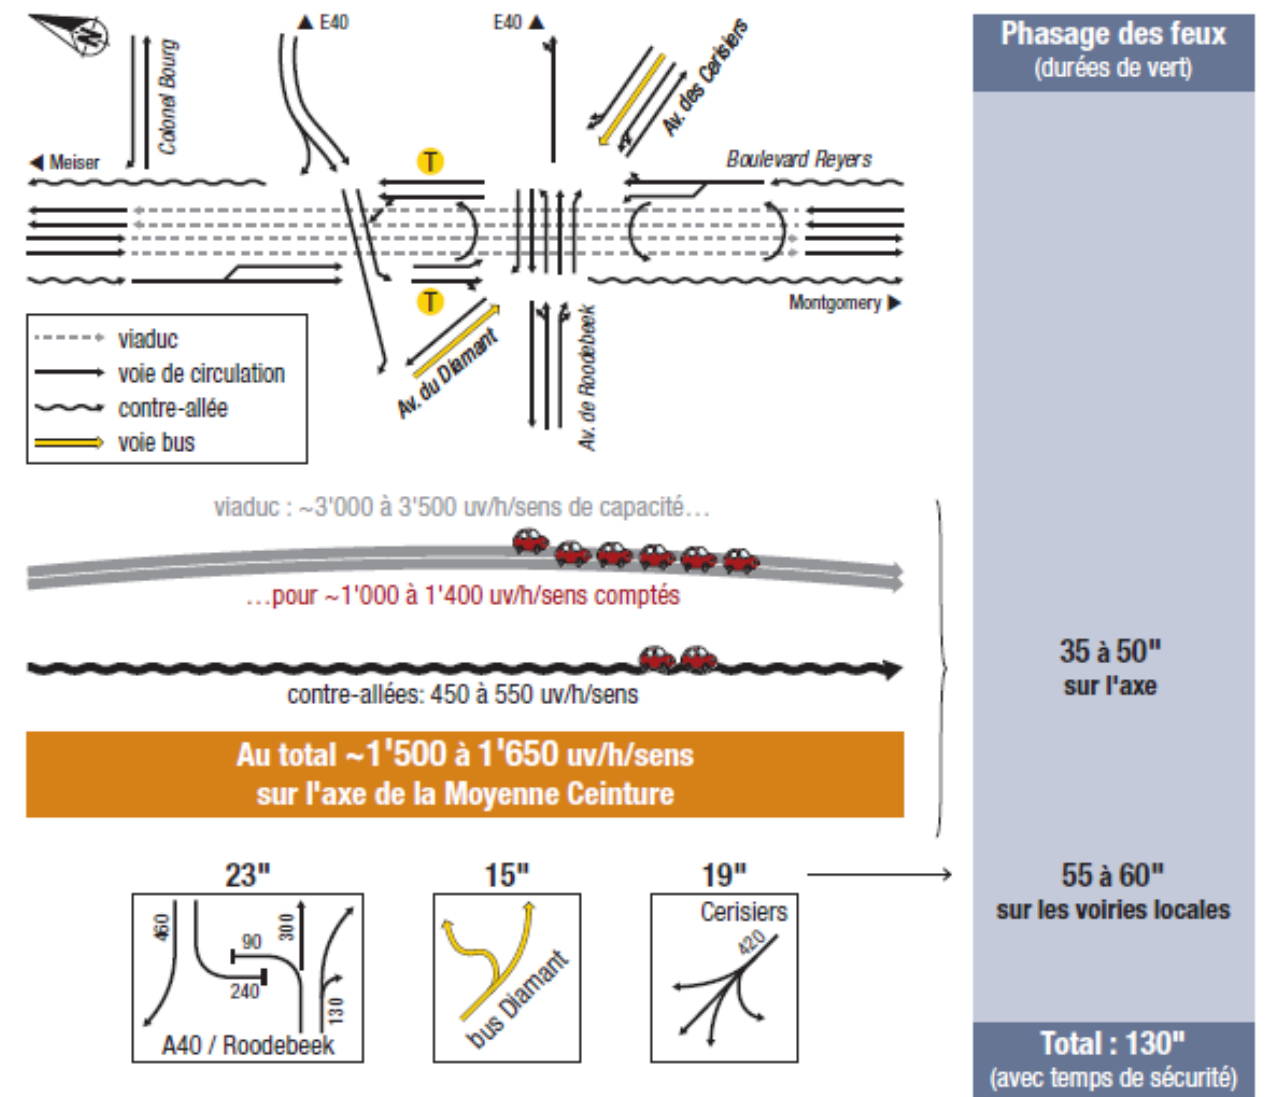 N
▲ E40
E40 ▲
Colonel Bourg
Av. des Cerisiers
◀ Meiser
T
Boulevard Reyers
T
Montgomery ▶
Av. du Diamant
Av. de Roodebeek
viaduc
voie de circulation
contre-allée
voie bus
viaduc : ~3'000 à 3'500 uv/h/sens de capacité…
…pour ~1'000 à 1'400 uv/h/sens comptés
contre-allées: 450 à 550 uv/h/sens
Au total ~1'500 à 1'650 uv/h/sens
sur l'axe de la Moyenne Ceinture
23"
460
90
300
240
130
A40 / Roodebeek
15"
bus Diamant
19"
Cerisiers
420
Phasage des feux
(durées de vert)
35 à 50"
sur l'axe
55 à 60"
sur les voiries locales
Total : 130"
(avec temps de sécurité)